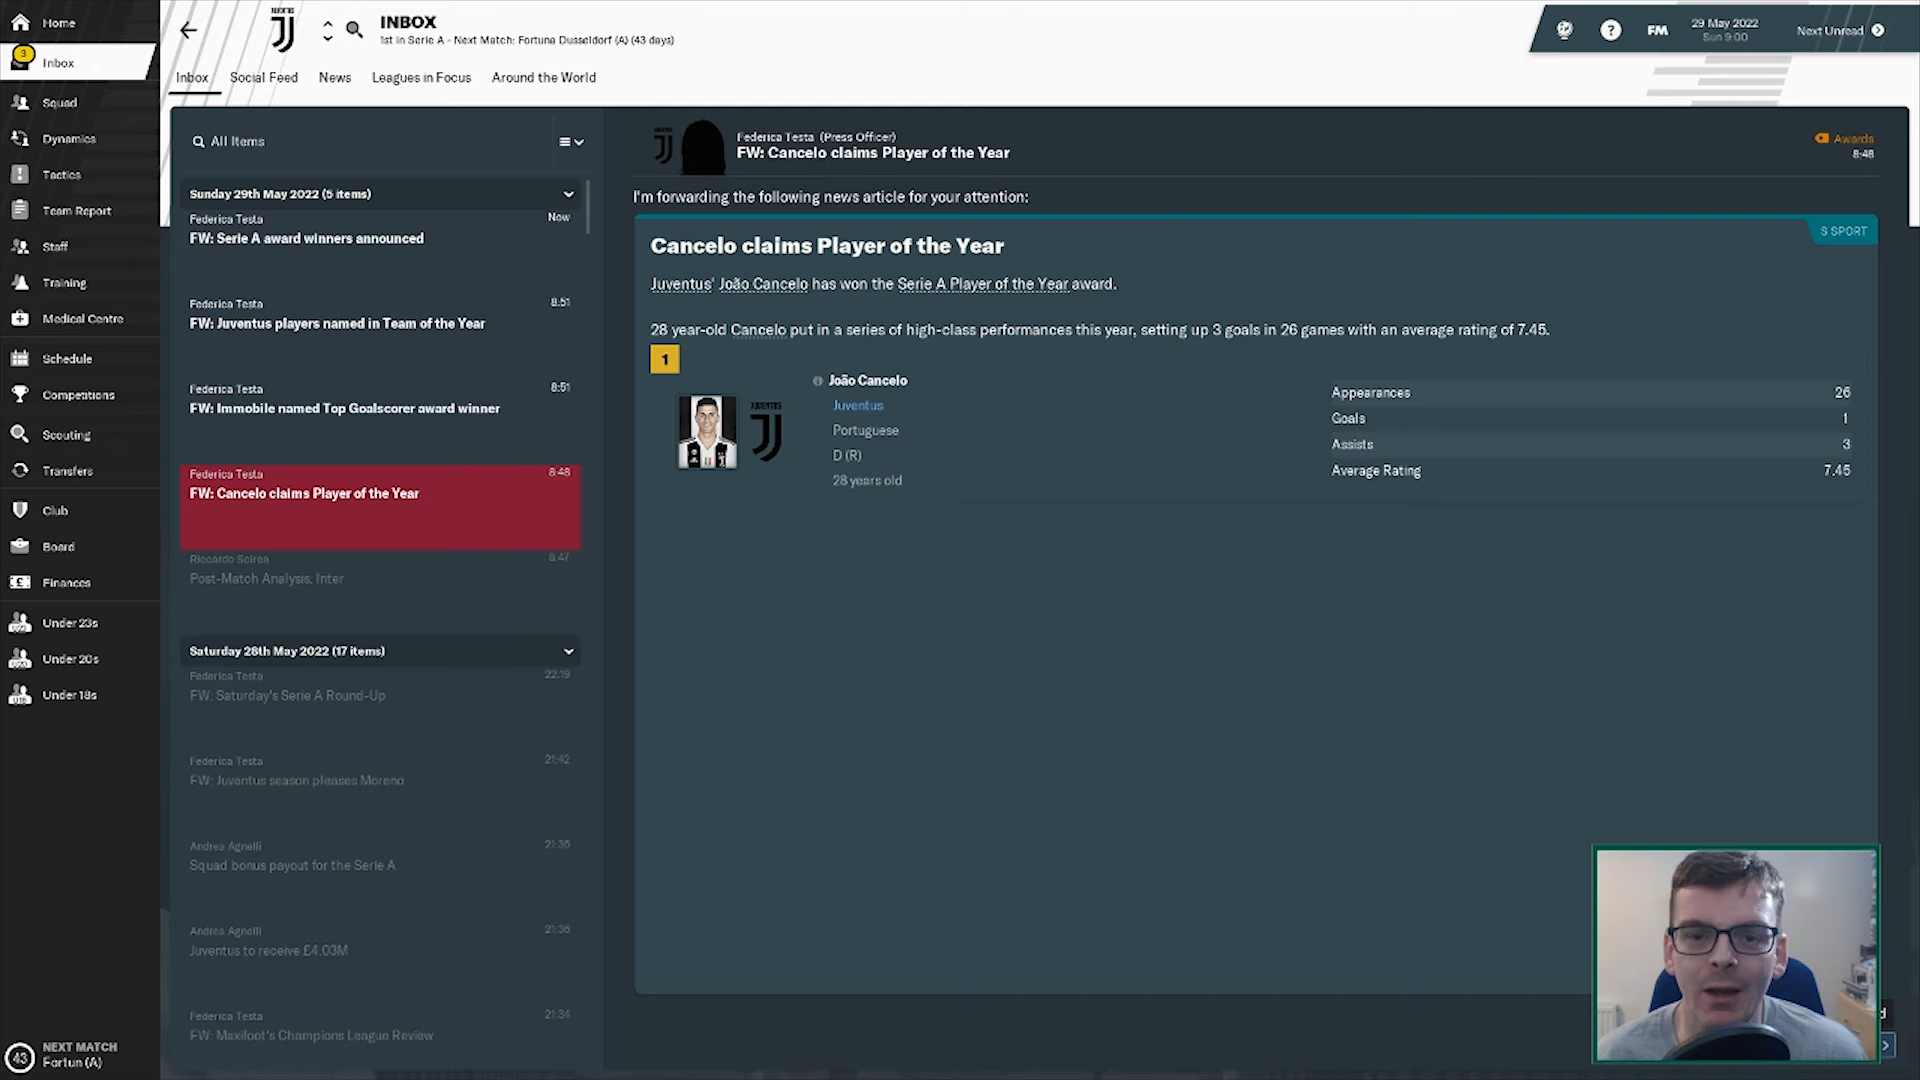 Home
3
Inbox
Squad
Dynamics
Tactics
Team Report
Staff
Training
Medical Centre
Schedule
Competitions
Scouting
Transfers
Club
Board
Finances
Under 23s
Under 20s
Under 18s
43
NEXT MATCH
Fortun (A)
JUVENTUS
INBOX
1st in Serie A - Next Match: Fortuna Dusseldorf (A) (43 days)
?
FM
29 May 2022
Sun 9:00
Next Unread
Inbox
Social Feed
News
Leagues in Focus
Around the World
All Items
Sunday 29th May 2022 (5 items)
Federica Testa
Now
FW: Serie A award winners announced
Federica Testa
8:51
FW: Juventus players named in Team of the Year
Federica Testa
8:51
FW: Immobile named Top Goalscorer award winner
Federica Testa
8:48
FW: Cancelo claims Player of the Year
Riccardo Scirea
8:47
Post-Match Analysis. Inter
Saturday 28th May 2022 (17 items)
Federica Testa
22:19
FW: Saturday's Serie A Round-Up
Federica Testa
21:42
FW: Juventus season pleases Moreno
Andrea Agnelli
21:36
Squad bonus payout for the Serie A
Andrea Agnelli
21:36
Juventus to receive £4.03M
Federica Testa
21:34
FW: Maxifoot's Champions League Review
Federica Testa (Press Officer)
FW: Cancelo claims Player of the Year
Awards
8:48
I'm forwarding the following news article for your attention:
S SPORT
Cancelo claims Player of the Year
Juventus' João Cancelo has won the Serie A Player of the Year award.
28 year-old Cancelo put in a series of high-class performances this year, setting up 3 goals in 26 games with an average rating of 7.45.
1
JUVENTUS
João Cancelo
Juventus
Portuguese
D (R)
28 years old
Appearances 26
Goals 1
Assists 3
Average Rating 7.45
d